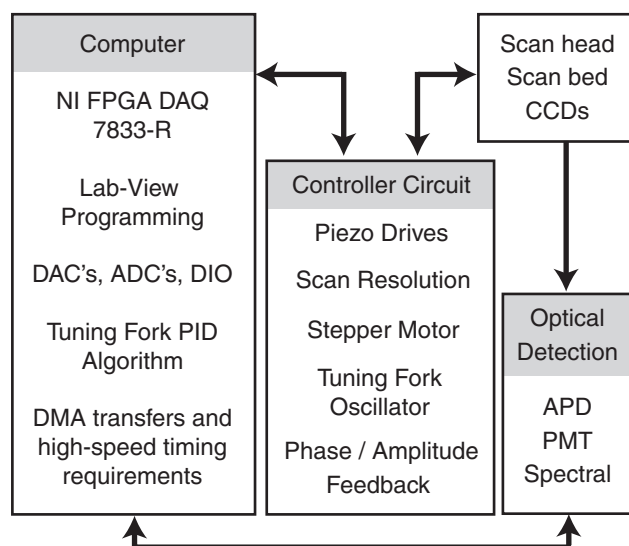 Computer
NI FPGA DAQ
7833-R
Lab-View
Programming
DAC's, ADC's, DIO
Tuning Fork PID
Algorithm
DMA transfers and
high-speed timing
requirements
Controller Circuit
Piezo Drives
Scan Resolution
Stepper Motor
Tuning Fork
Oscillator
Phase / Amplitude
Feedback
Scan head
Scan bed
CCDs
Optical
Detection
APD
PMT
Spectral